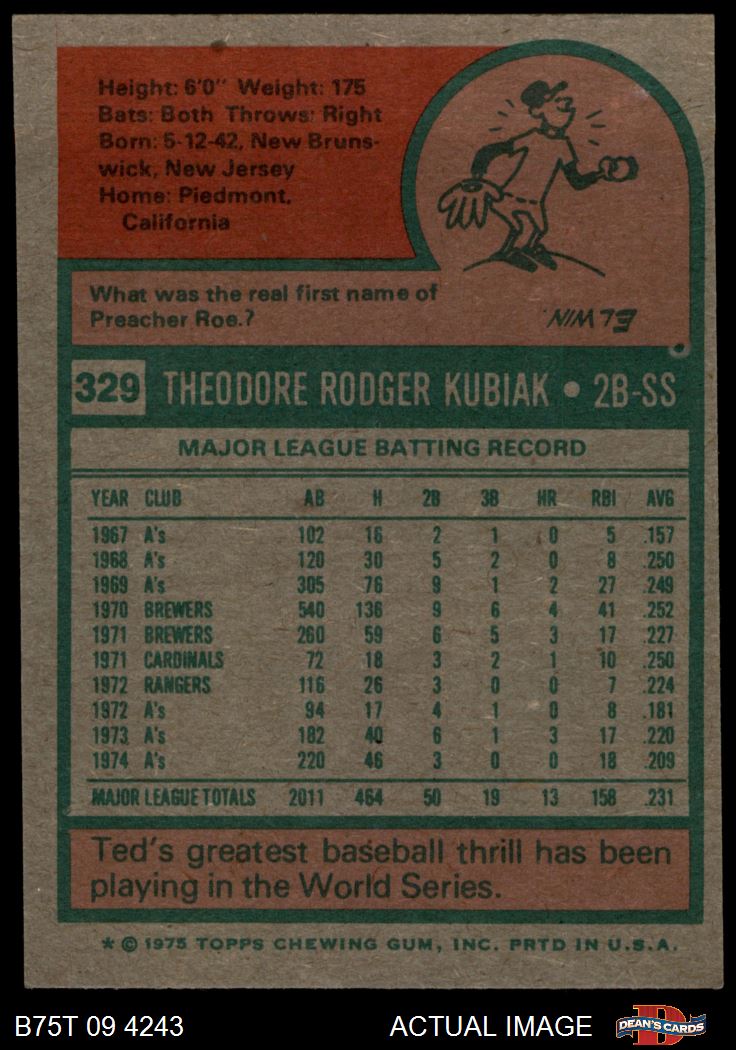 Height: 6'0" Weight: 175
Bats: Both Throws: Right
Born: 5-12-42, New Bruns-
wick, New Jersey
Home: Piedmont,
California
What was the real first name of
Preacher Roe.?
ELWIN.
329 THEODORE RODGER KUBIAK • 2B-SS
MAJOR LEAGUE BATTING RECORD
YEAR CLUB AB H 2B 3B HR RBI AVG
1967 A's 102 16 2 1 0 5 .157
1968 A's 120 30 5 2 0 8 .250
1969 A's 305 76 9 1 2 27 .249
1970 BREWERS 540 136 9 6 4 41 .252
1971 BREWERS 260 59 6 5 3 17 .227
1971 CARDINALS 72 18 3 2 1 10 .250
1972 RANGERS 116 26 3 0 0 7 .224
1972 A's 94 17 4 1 0 8 .181
1973 A's 182 40 6 1 3 17 .220
1974 A's 220 46 3 0 0 18 .209
MAJOR LEAGUE TOTALS 2011 464 50 19 13 158 .231
Ted's greatest baseball thrill has been
playing in the World Series.
* © 1975 TOPPS CHEWING GUM, INC. PRTD IN U.S.A.
B75T 09 4243 ACTUAL IMAGE D DEAN'S CARDS